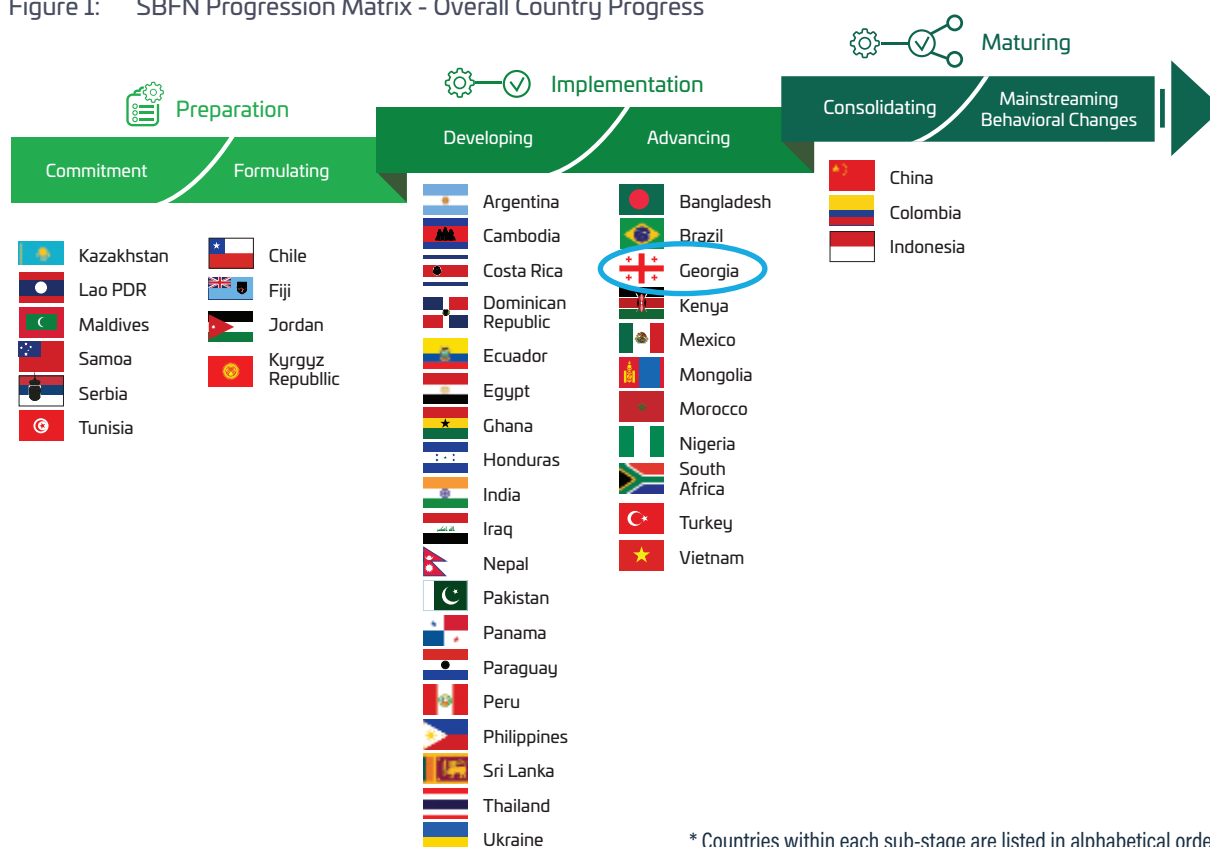 Figure 1: SBFN Progression Matrix - Overall Country Progress
Preparation
Implementation
Maturing
Commitment
Formulating
Developing
Advancing
Consolidating
Mainstreaming
Behavioral Changes
Kazakhstan
Lao PDR
Maldives
Samoa
Serbia
Tunisia
Chile
Fiji
Jordan
Kyrgyz
Republlic
Argentina
Cambodia
Costa Rica
Dominican
Republic
Ecuador
Egypt
Ghana
Honduras
India
Iraq
Nepal
Pakistan
Panama
Paraguay
Peru
Philippines
Sri Lanka
Thailand
Ukraine
Bangladesh
Brazil
Georgia
Kenya
Mexico
Mongolia
Morocco
Nigeria
South
Africa
Turkey
Vietnam
China
Colombia
Indonesia
* Countries within each sub-stage are listed in alphabetical orde